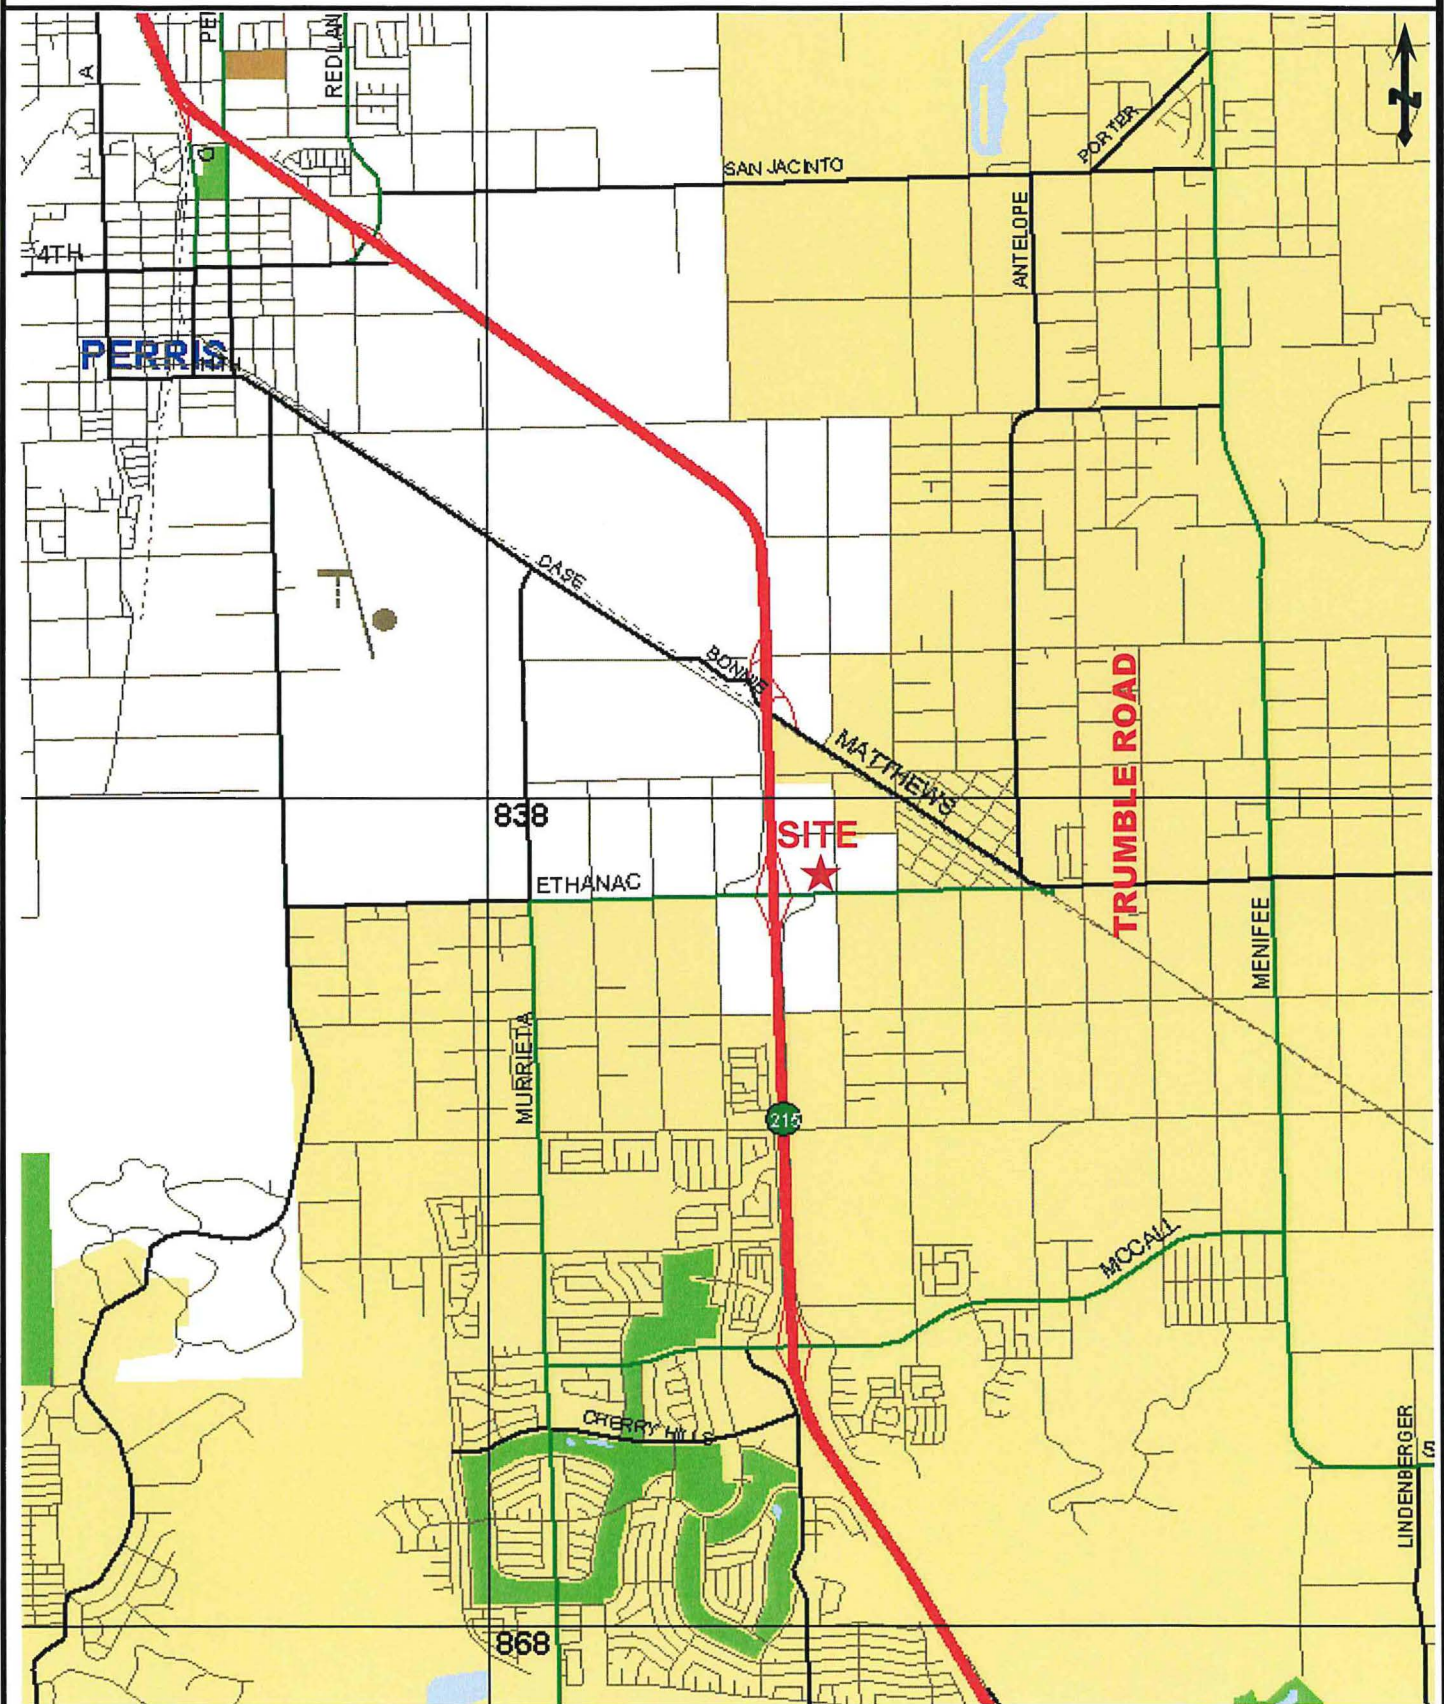 A
PEI
REDLAN
D
N
PORTER
SAN JACINTO
ANTELOPE
4TH
PERRIS
CASE
BONNIE
MATTHEWS
TRUMBLE ROAD
838
SITE
ETHANAC
MENIFEE
MURRIETA
215
MCCALL
CHERRY HILLS
LINDENBERGER
868